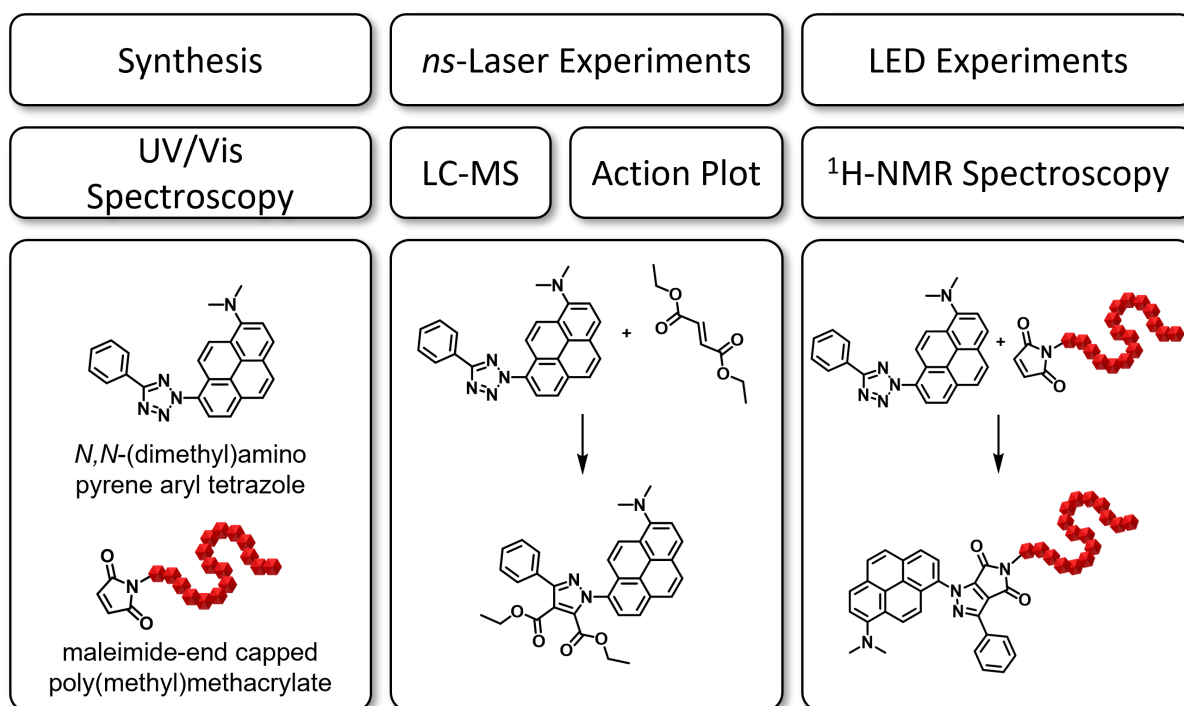 Synthesis
ns-Laser Experiments
LED Experiments
UV/Vis
Spectroscopy
LC-MS
Action Plot
¹H-NMR Spectroscopy
N
N
N
N
N
N,N-(dimethyl)amino
pyrene aryl tetrazole
O
N
O
maleimide-end capped
poly(methyl)methacrylate
N
N
N
N
N
+
O
O
O
O
N
N
N
O
O
O
O
N
N
N
N
N
+
O
N
O
O
N
N
N
O
N